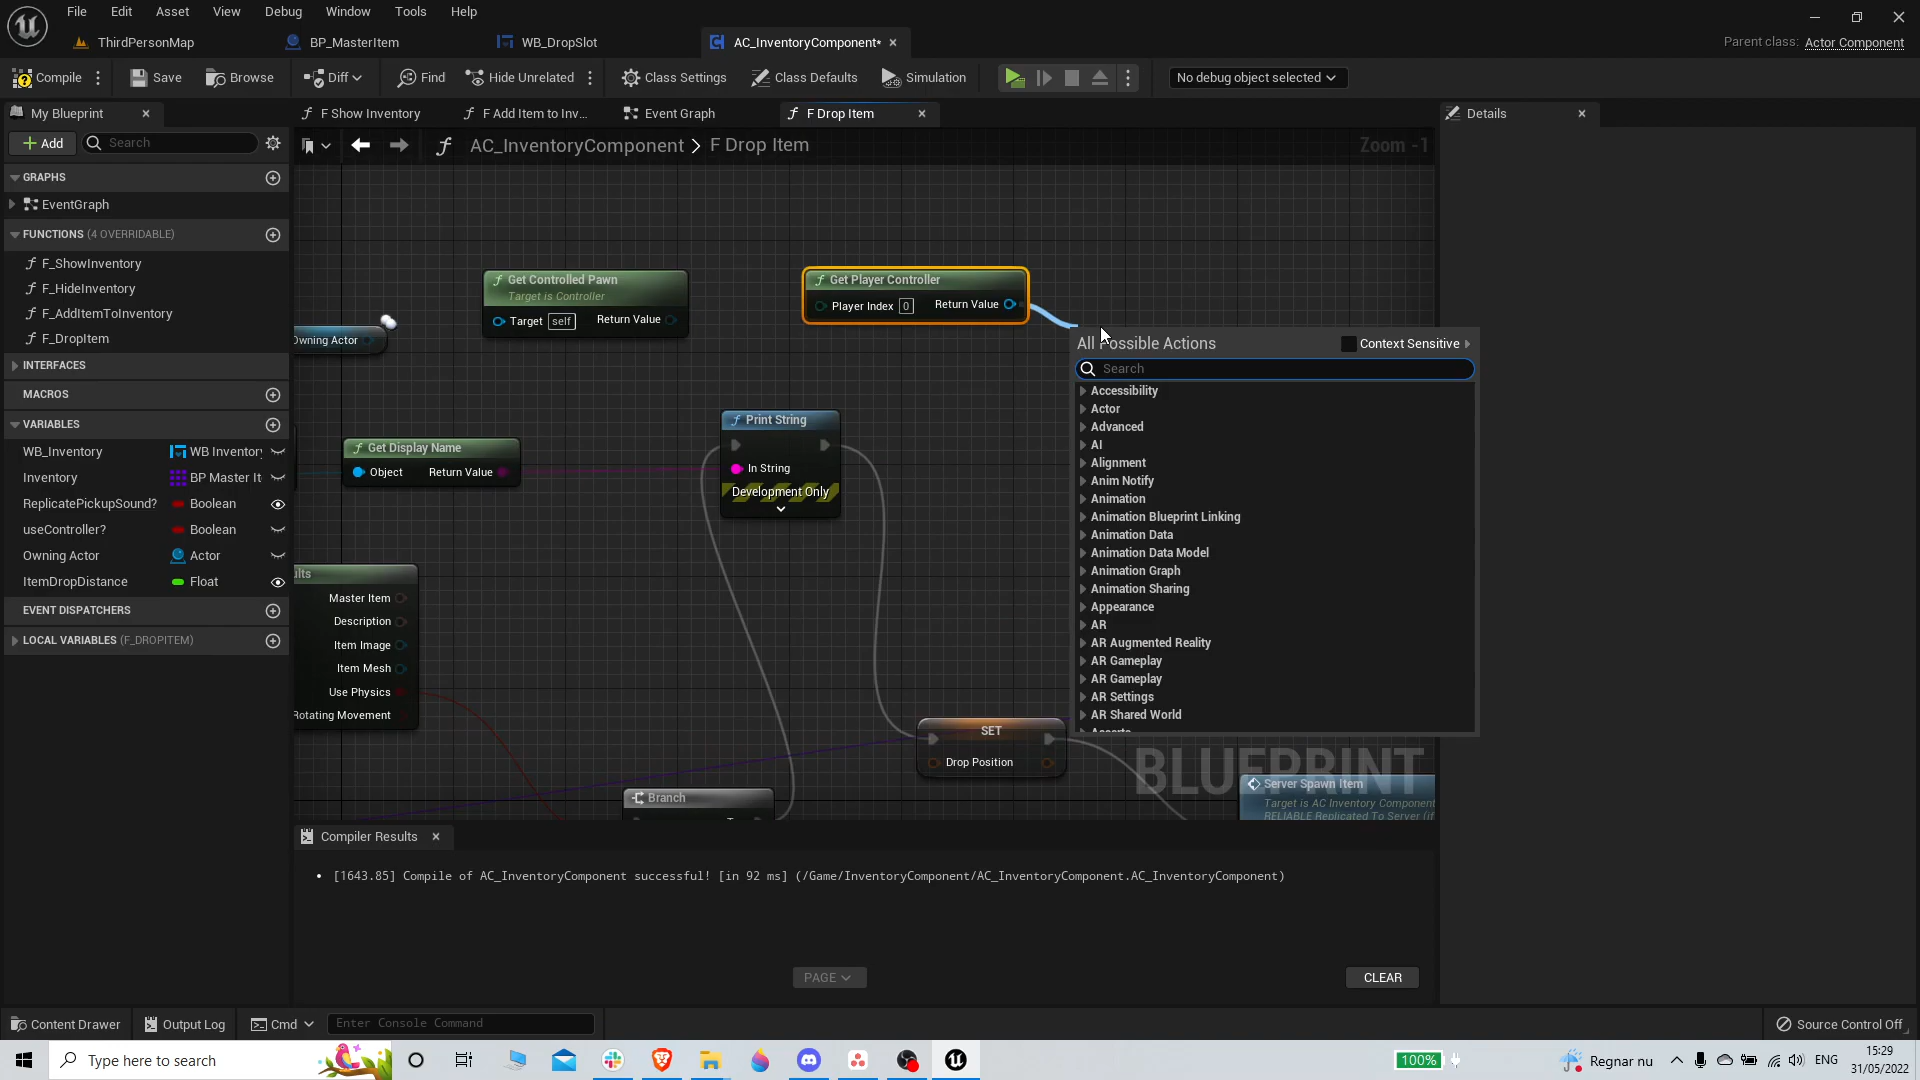 File Edit Asset View Debug Window Tools Help
ThirdPersonMap BP_MasterItem WB_DropSlot AC_InventoryComponent* Parent class: Actor Component
Compile Save Browse Diff Find Hide Unrelated Class Settings Class Defaults Simulation No debug object selected
My Blueprint F Show Inventory F Add Item to Inv... Event Graph F Drop Item Details
Add Search AC_InventoryComponent > F Drop Item Zoom -1
GRAPHS
EventGraph
FUNCTIONS (4 OVERRIDABLE)
F_ShowInventory
F_HideInventory
F_AddItemToInventory
F_DropItem
INTERFACES
MACROS
VARIABLES
WB_Inventory WB Inventory
Inventory BP Master It
ReplicatePickupSound? Boolean
useController? Boolean
Owning Actor Actor
ItemDropDistance Float
EVENT DISPATCHERS
LOCAL VARIABLES (F_DROPITEM)
Owning Actor
Get Controlled Pawn
Target is Controller
Target self Return Value
Get Player Controller
Player Index 0 Return Value
Get Display Name
Object Return Value
Print String
In String
Development Only
ults
Master Item
Description
Item Image
Item Mesh
Use Physics
Rotating Movement
SET
Drop Position
Branch
BLUEPRINT
Server Spawn Item
Target is AC Inventory Component
RELIABLE Replicated To Server (if
All Possible Actions Context Sensitive
Search
Accessibility
Actor
Advanced
AI
Alignment
Anim Notify
Animation
Animation Blueprint Linking
Animation Data
Animation Data Model
Animation Graph
Animation Sharing
Appearance
AR
AR Augmented Reality
AR Gameplay
AR Gameplay
AR Settings
AR Shared World
Compiler Results
[1643.85] Compile of AC_InventoryComponent successful! [in 92 ms] (/Game/InventoryComponent/AC_InventoryComponent.AC_InventoryComponent)
PAGE CLEAR
Content Drawer Output Log Cmd Enter Console Command Source Control Off
Type here to search 100% Regnar nu ENG 15:29
31/05/2022